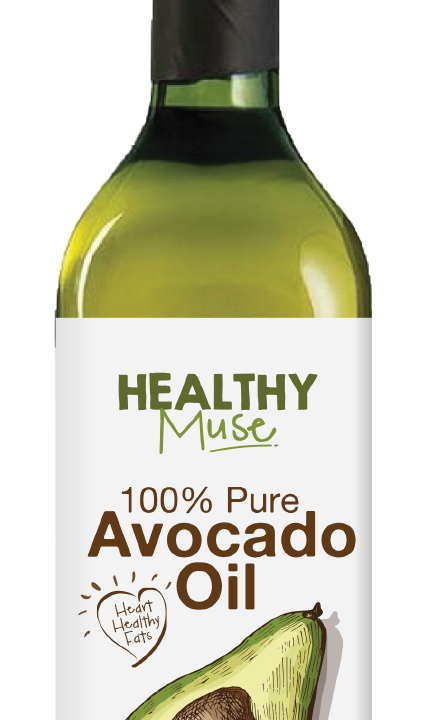 HEALTHY
Muse.
100% Pure
Avocado
Oil
Heart
Healthy
Fats